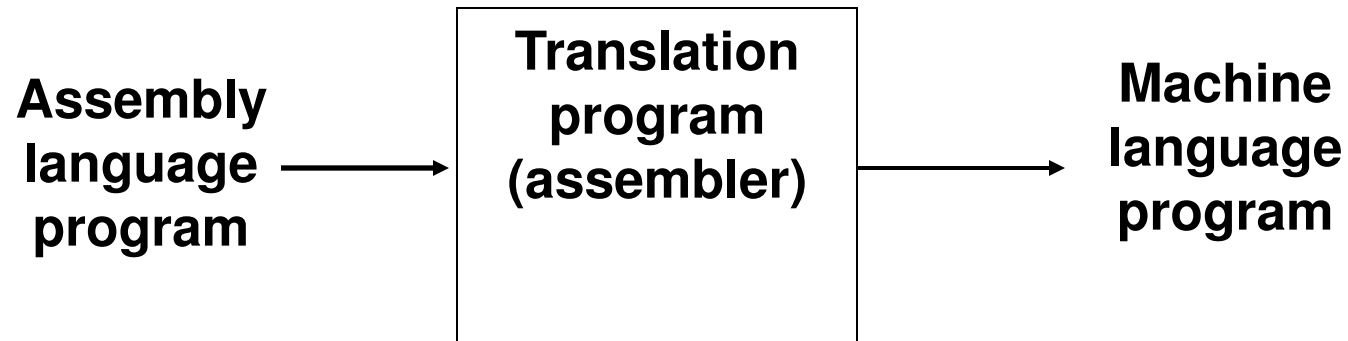 Assembly
language
program
Translation
program
(assembler)
Machine
language
program